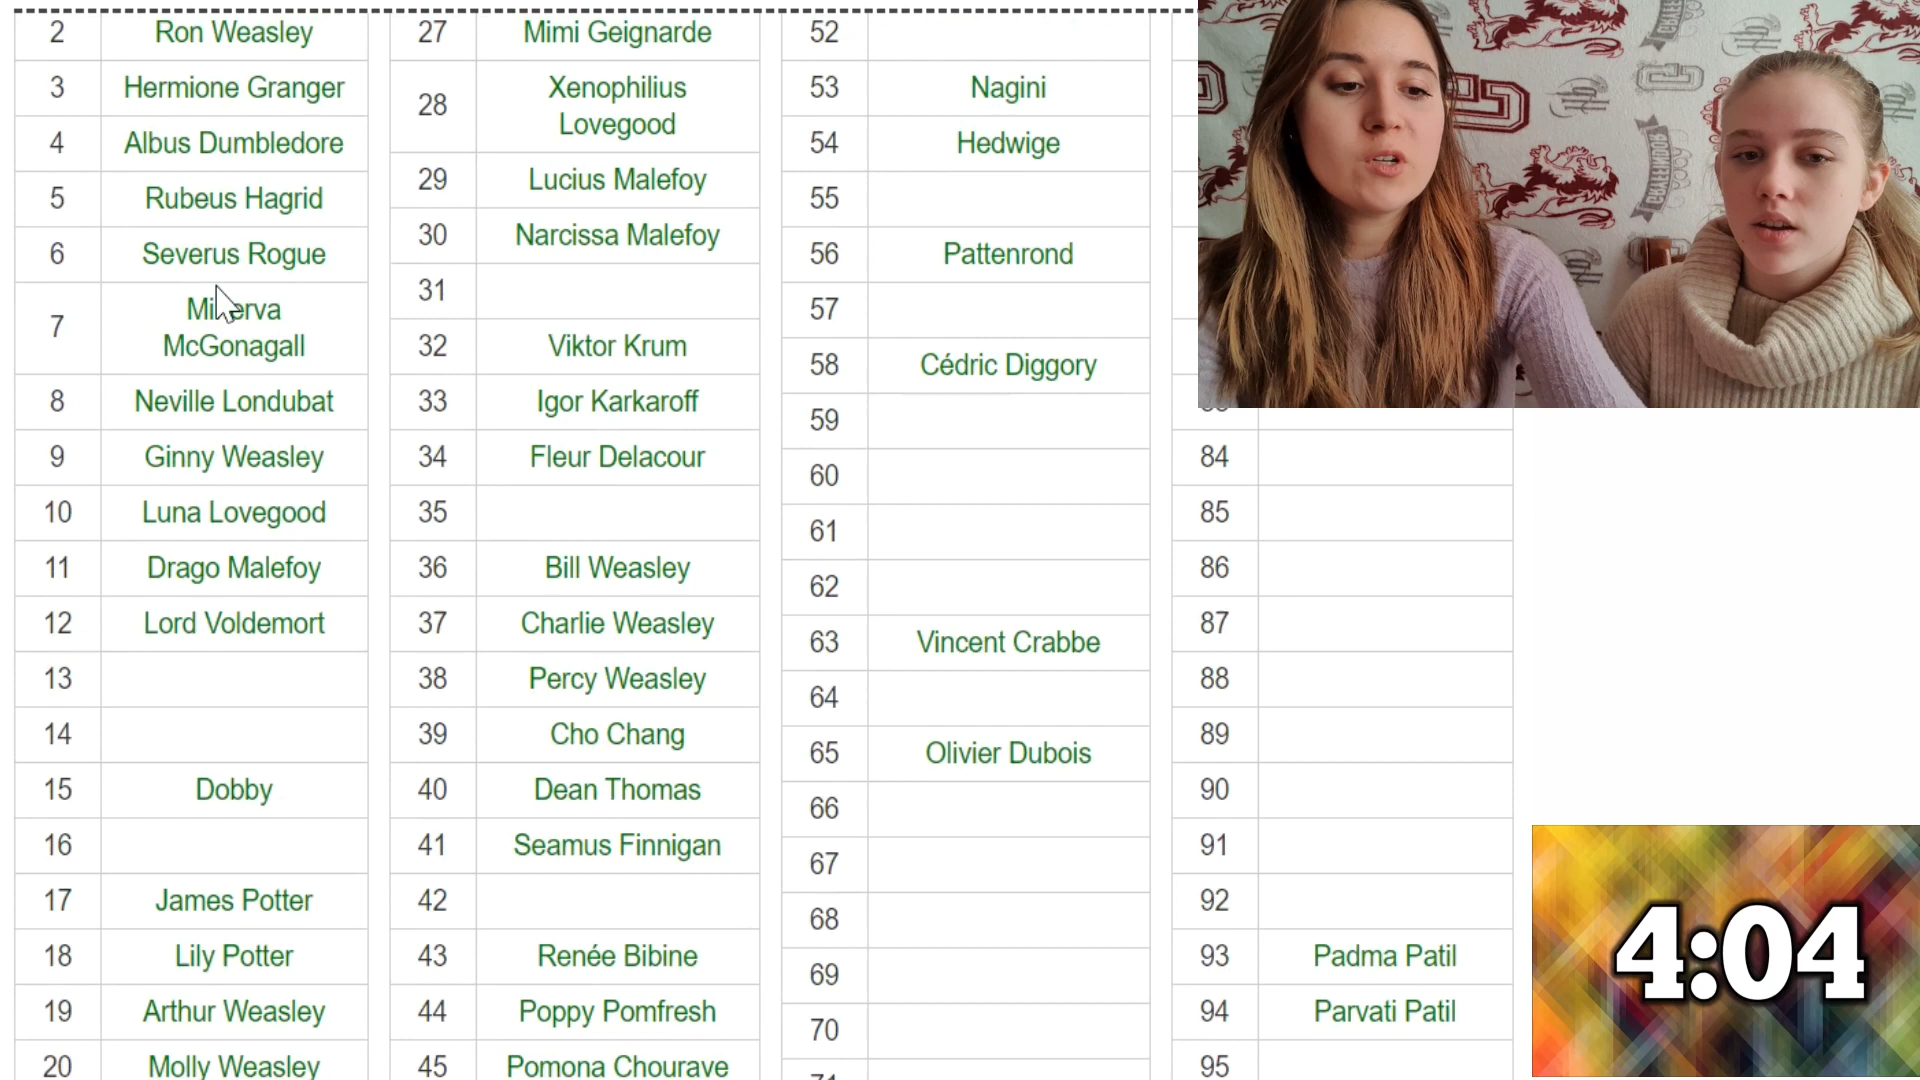 2 Ron Weasley
3 Hermione Granger
4 Albus Dumbledore
5 Rubeus Hagrid
6 Severus Rogue
7 Minerva
McGonagall
8 Neville Londubat
9 Ginny Weasley
10 Luna Lovegood
11 Drago Malefoy
12 Lord Voldemort
13
14
15 Dobby
16
17 James Potter
18 Lily Potter
19 Arthur Weasley
20 Molly Weasley
27 Mimi Geignarde
28 Xenophilius
Lovegood
29 Lucius Malefoy
30 Narcissa Malefoy
31
32 Viktor Krum
33 Igor Karkaroff
34 Fleur Delacour
35
36 Bill Weasley
37 Charlie Weasley
38 Percy Weasley
39 Cho Chang
40 Dean Thomas
41 Seamus Finnigan
42
43 Renée Bibine
44 Poppy Pomfresh
45 Pomona Chourave
52
53 Nagini
54 Hedwige
55
56 Pattenrond
57
58 Cédric Diggory
59
60
61
62
63 Vincent Crabbe
64
65 Olivier Dubois
66
67
68
69
70
84
85
86
87
88
89
90
91
92
93 Padma Patil
94 Parvati Patil
95
4:04